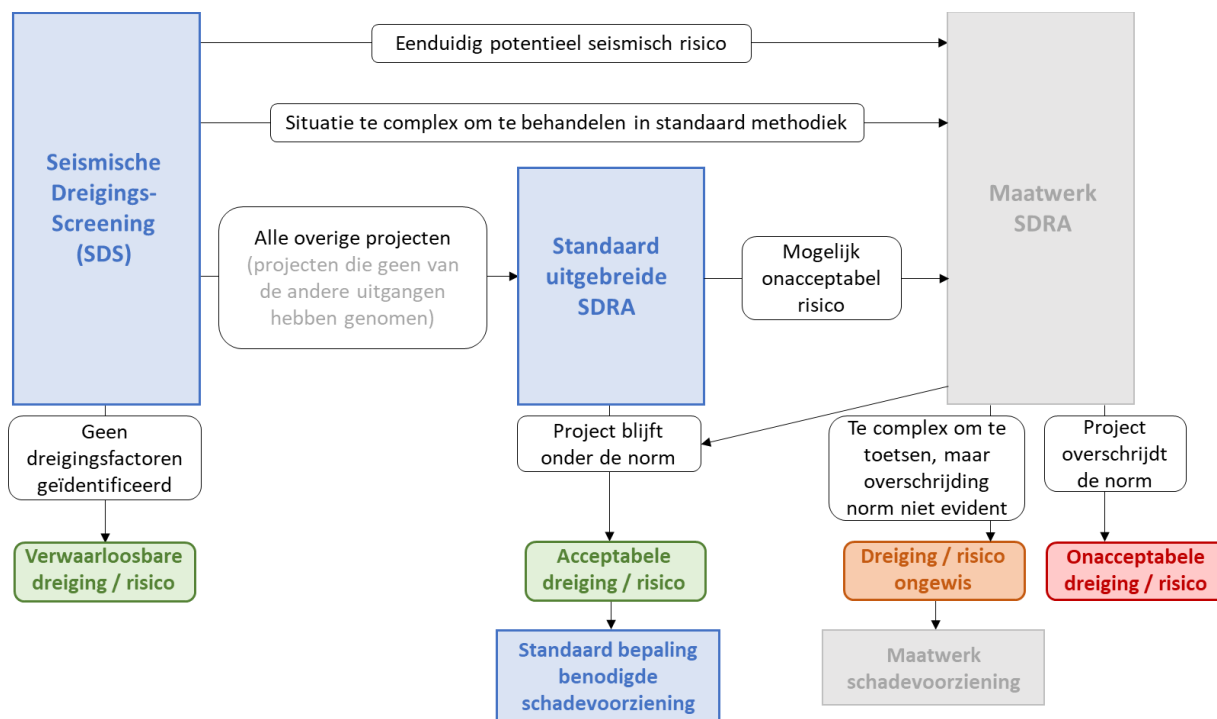 Eenduidig potentieel seismisch risico
Situatie te complex om te behandelen in standaard methodiek
Seismische
Dreigings-
Screening
(SDS)
Alle overige projecten
(projecten die geen van
de andere uitgangen
hebben genomen)
Standaard
uitgebreide
SDRA
Mogelijk
onacceptabel
risico
Maatwerk
SDRA
Geen
dreigingsfactoren
geïdentificeerd
Project blijft
onder de norm
Te complex om te
toetsen, maar
overschrijding
norm niet evident
Project
overschrijdt
de norm
Verwaarloosbare
dreiging / risico
Acceptabele
dreiging / risico
Dreiging / risico
ongewis
Onacceptabele
dreiging / risico
Standaard bepaling
benodigde
schadevoorziening
Maatwerk
schadevoorziening